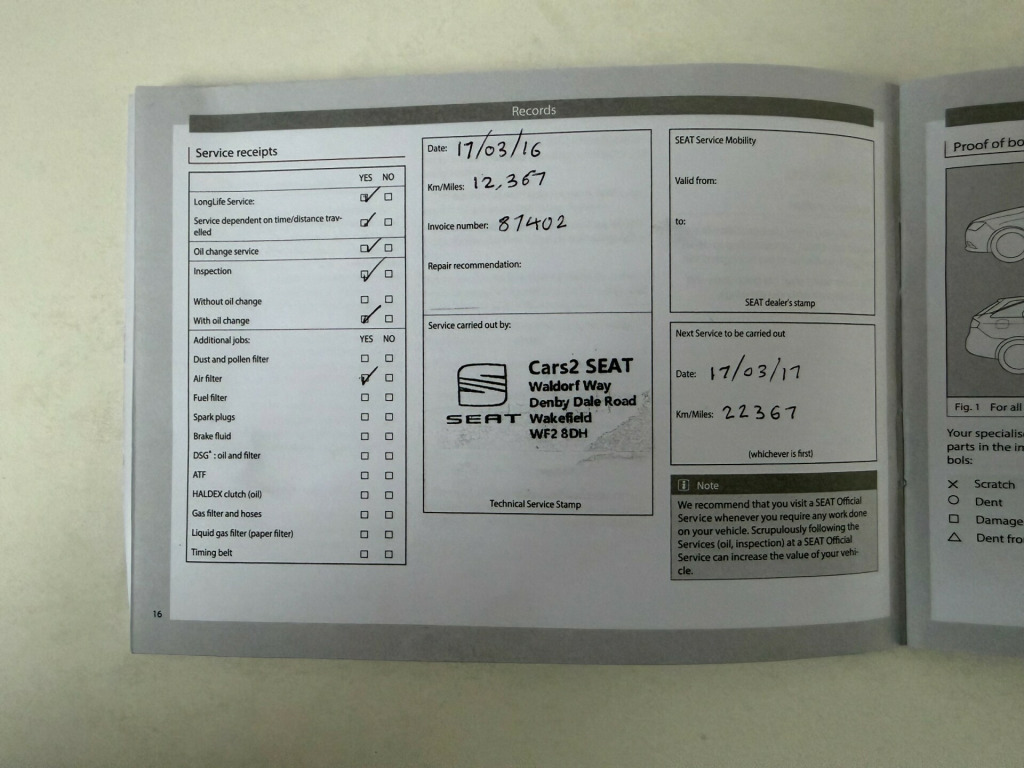 Records
Service receipts
YES NO
LongLife Service:
Service dependent on time/distance trav-
elled
Oil change service
Inspection
Without oil change
With oil change
Additional jobs: YES NO
Dust and pollen filter
Air filter
Fuel filter
Spark plugs
Brake fluid
DSG®: oil and filter
ATF
HALDEX clutch (oil)
Gas filter and hoses
Liquid gas filter (paper filter)
Timing belt
16
Date: 17/03/16
Km/Miles: 12,367
Invoice number: 87402
Repair recommendation:
Service carried out by:
SEAT
Cars2 SEAT
Waldorf Way
Denby Dale Road
Wakefield
WF2 8DH
Technical Service Stamp
SEAT Service Mobility
Valid from:
to:
SEAT dealer's stamp
Next Service to be carried out
Date: 17/03/17
Km/Miles: 22367
(whichever is first)
i Note
We recommend that you visit a SEAT Official
Service whenever you require any work done
on your vehicle. Scrupulously following the
Services (oil, inspection) at a SEAT Official
Service can increase the value of your vehi-
cle.
Proof of bo
Fig. 1 For all
Your specialise
parts in the in
bols:
Scratch
Dent
Damage
Dent fro